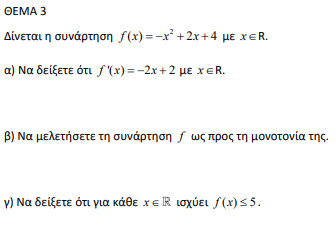 ΘΕΜΑ 3
Δίνεται η συνάρτηση f(x)=−x²+2x+4 με x∈R.
α) Να δείξετε ότι f'(x)=−2x+2 με x∈R.
β) Να μελετήσετε τη συνάρτηση f ως προς τη μονοτονία της.
γ) Να δείξετε ότι για κάθε x∈ℝ ισχύει f(x)≤5.